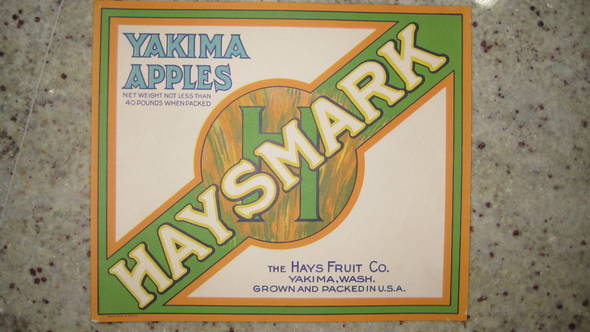 YAKIMA
APPLES
NET WEIGHT NOT LESS THAN
40 POUNDS WHEN PACKED
H
HAYSMARK
THE HAYS FRUIT CO.
YAKIMA, WASH.
GROWN AND PACKED IN U.S.A.